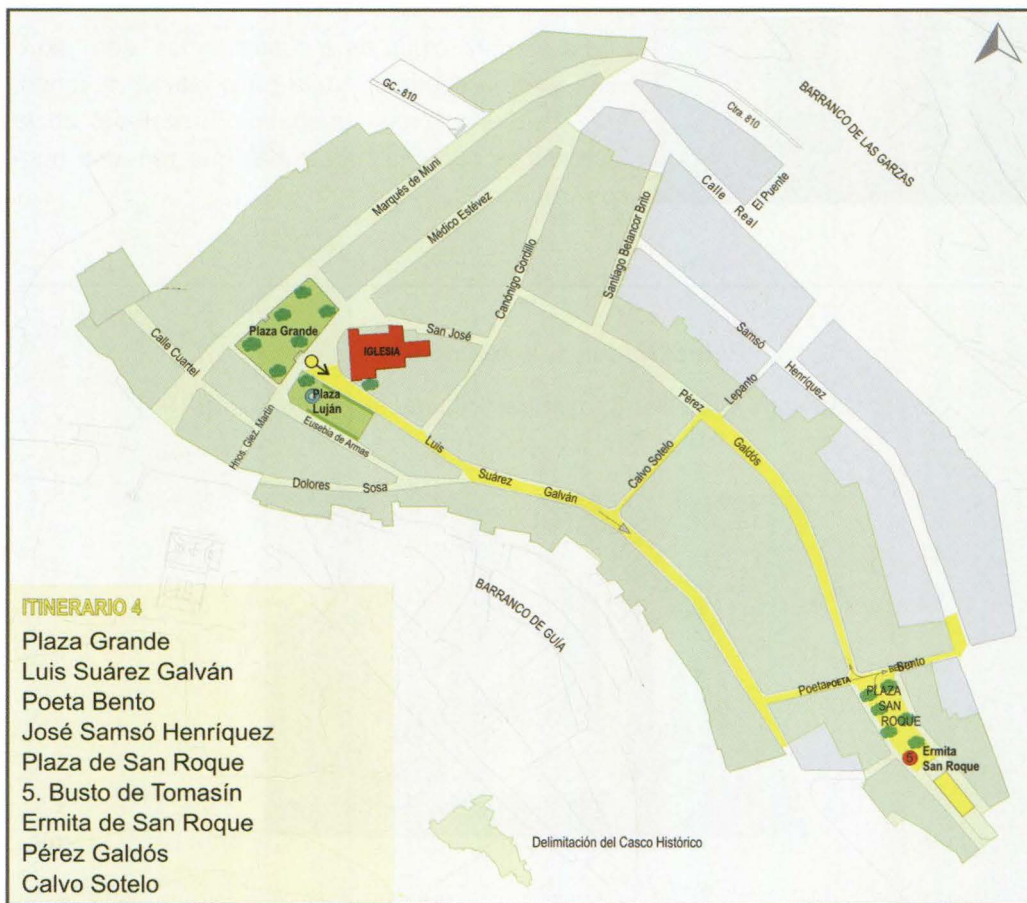 GC - 810
Ctra. 810
BARRANCO DE LAS GARZAS
Marqués de Muni
Calle Real
El Puente
Médico Estévez
Santiago Betancor Brito
Canónigo Gordillo
Plaza Grande
San José
IGLESIA
Calle Cuartel
Samsó
Henríquez
Lepanto
Plaza
Luján
Pérez
Galdós
Hnos. Glez. Martín
Eusebia de Armas
Luis
Suárez
Galván
Calvo Sotelo
Dolores
Sosa
BARRANCO DE GUÍA
Poeta
POETA
Bento
PLAZA
SAN
ROQUE
5
Ermita
San Roque
ITINERARIO 4
Plaza Grande
Luis Suárez Galván
Poeta Bento
José Samsó Henríquez
Plaza de San Roque
5. Busto de Tomasín
Ermita de San Roque
Pérez Galdós
Calvo Sotelo
Delimitación del Casco Histórico